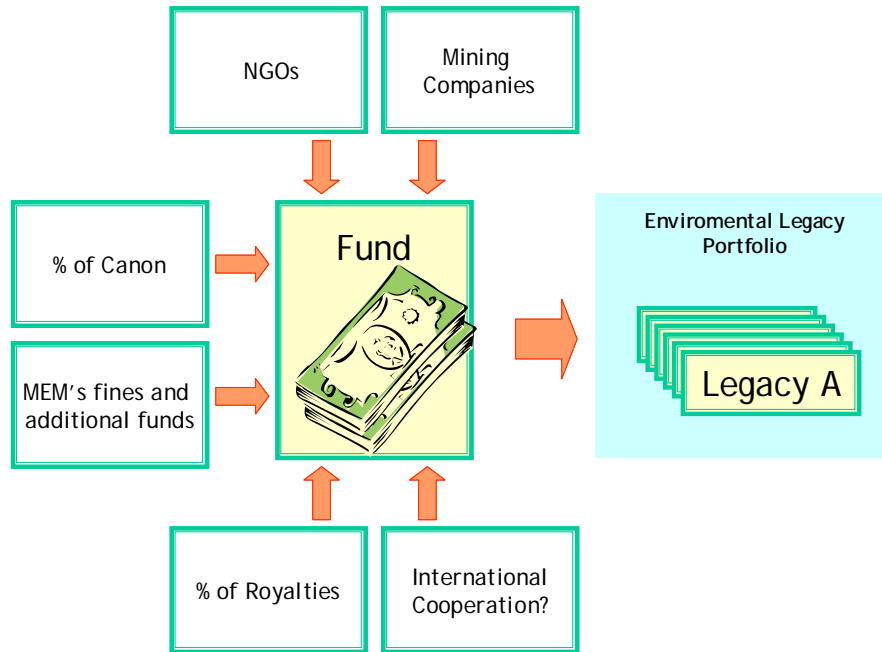 NGOs
Mining
Companies
% of Canon
Fund
Enviromental Legacy
Portfolio
MEM's fines and
additional funds
Legacy A
% of Royalties
International
Cooperation?